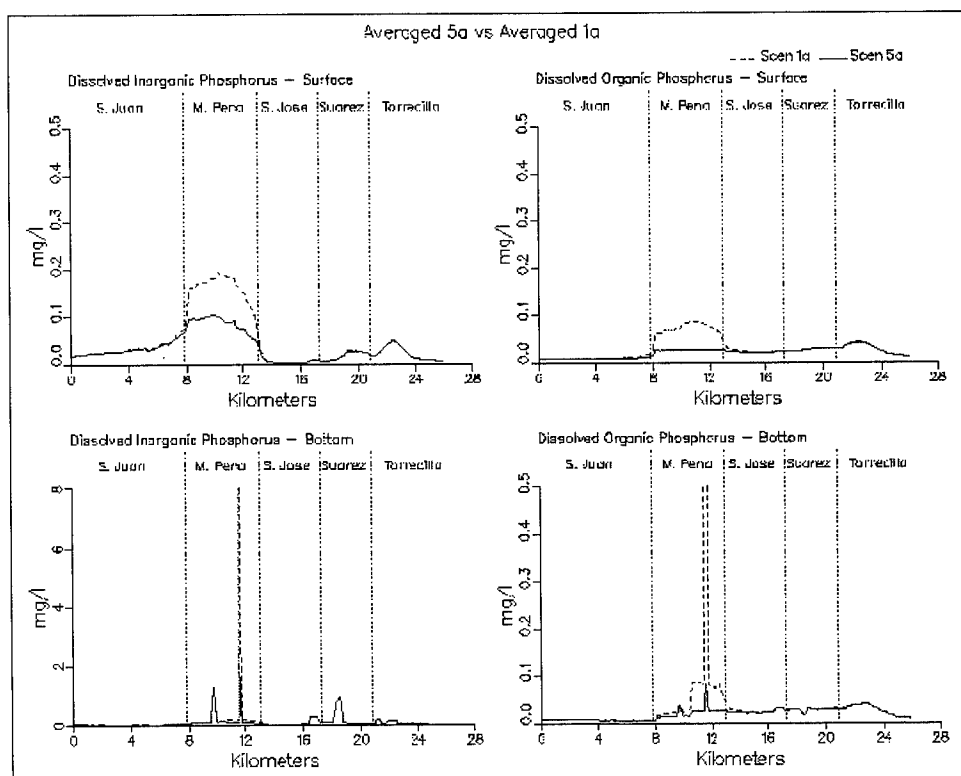 Averaged 5a vs Averaged 1a
Scen 1a Scen 5a
Dissolved Inorganic Phosphorus – Surface
S. Juan M. Pena S. Jose Suarez Torrecilla
0.5
0.4
0.3
0.2
0.1
0.0
mg/l
0 4 8 12 16 20 24 28
Kilometers
Dissolved Organic Phosphorus – Surface
S. Juan M. Pena S. Jose Suarez Torrecilla
0.5
0.4
0.3
0.2
0.1
0.0
mg/l
0 4 8 12 16 20 24 28
Kilometers
Dissolved Inorganic Phosphorus – Bottom
S. Juan M. Pena S. Jose Suarez Torrecilla
8
6
4
2
0
mg/l
0 4 8 12 16 20 24 28
Kilometers
Dissolved Organic Phosphorus – Bottom
S. Juan M. Pena S. Jose Suarez Torrecilla
0.5
0.4
0.3
0.2
0.1
0.0
mg/l
0 4 8 12 16 20 24 28
Kilometers